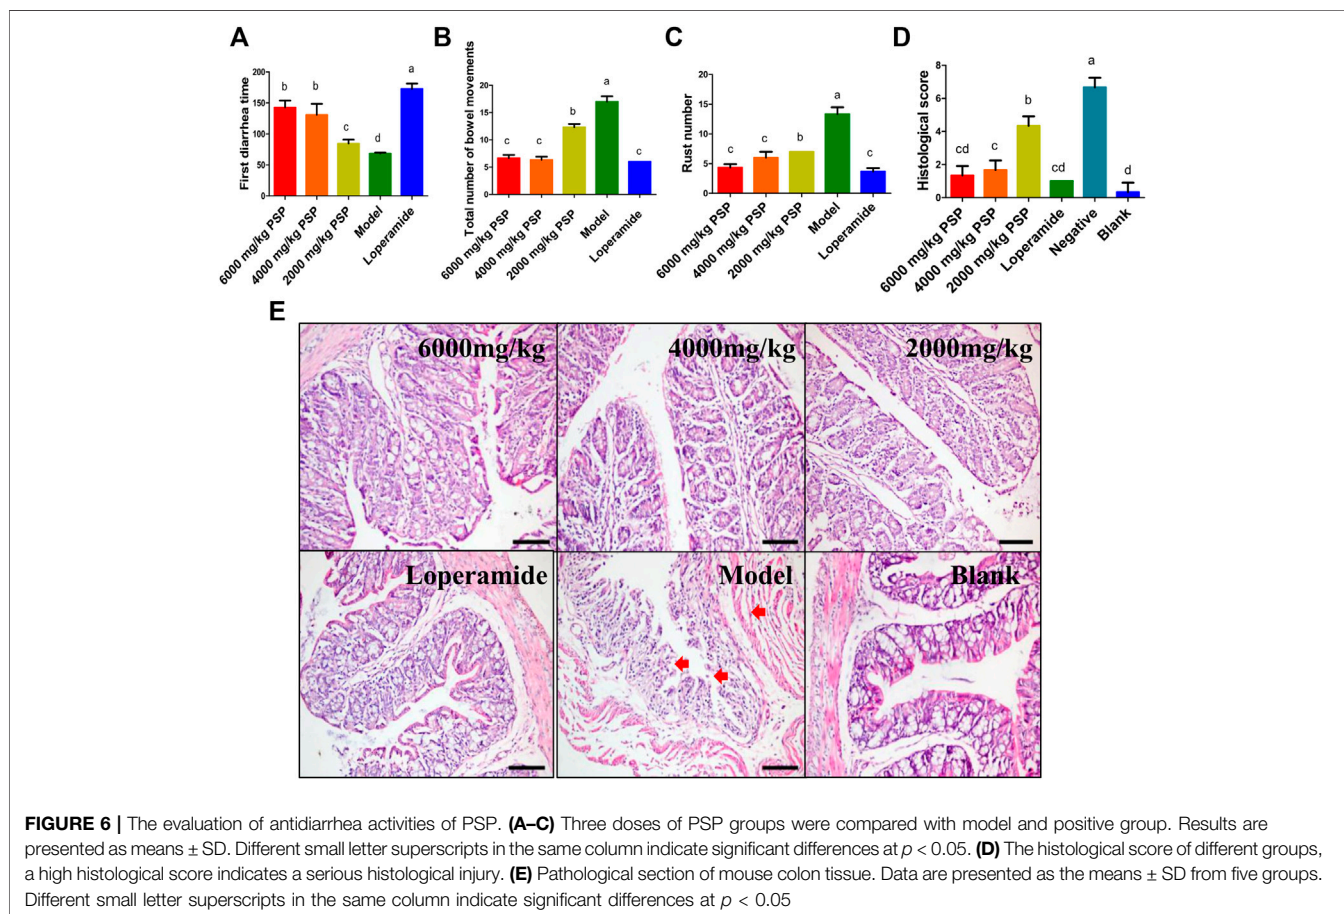 A
First diarrhea time
200
150
100
50
0
b
b
c
d
a
6000 mg/kg PSP
4000 mg/kg PSP
2000 mg/kg PSP
Model
Loperamide
B
Total number of bowel movements
20
15
10
5
0
c
c
b
a
c
6000 mg/kg PSP
4000 mg/kg PSP
2000 mg/kg PSP
Model
Loperamide
C
Rust number
20
15
10
5
0
c
c
b
a
c
6000 mg/kg PSP
4000 mg/kg PSP
2000 mg/kg PSP
Model
Loperamide
D
Histological score
8
6
4
2
0
cd
c
b
cd
a
d
6000 mg/kg PSP
4000 mg/kg PSP
2000 mg/kg PSP
Loperamide
Negative
Blank
E
6000mg/kg
4000mg/kg
2000mg/kg
Loperamide
Model
Blank
FIGURE 6 | The evaluation of antidiarrhea activities of PSP. (A–C) Three doses of PSP groups were compared with model and positive group. Results are
presented as means ± SD. Different small letter superscripts in the same column indicate significant differences at p < 0.05. (D) The histological score of different groups,
a high histological score indicates a serious histological injury. (E) Pathological section of mouse colon tissue. Data are presented as the means ± SD from five groups.
Different small letter superscripts in the same column indicate significant differences at p < 0.05